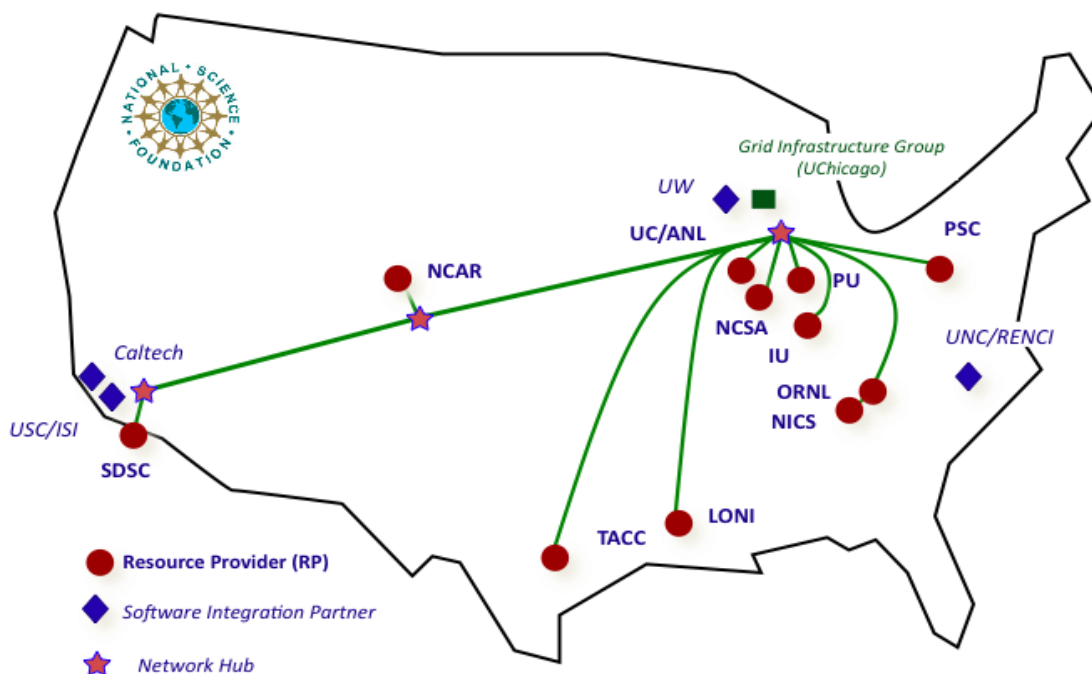 NATIONAL • SCIENCE
FOUNDATION
Grid Infrastructure Group
(UChicago)
UW
UC/ANL
PSC
NCAR
PU
NCSA
IU
UNC/RENCI
Caltech
ORNL
NICS
USC/ISI
SDSC
LONI
TACC
Resource Provider (RP)
Software Integration Partner
Network Hub